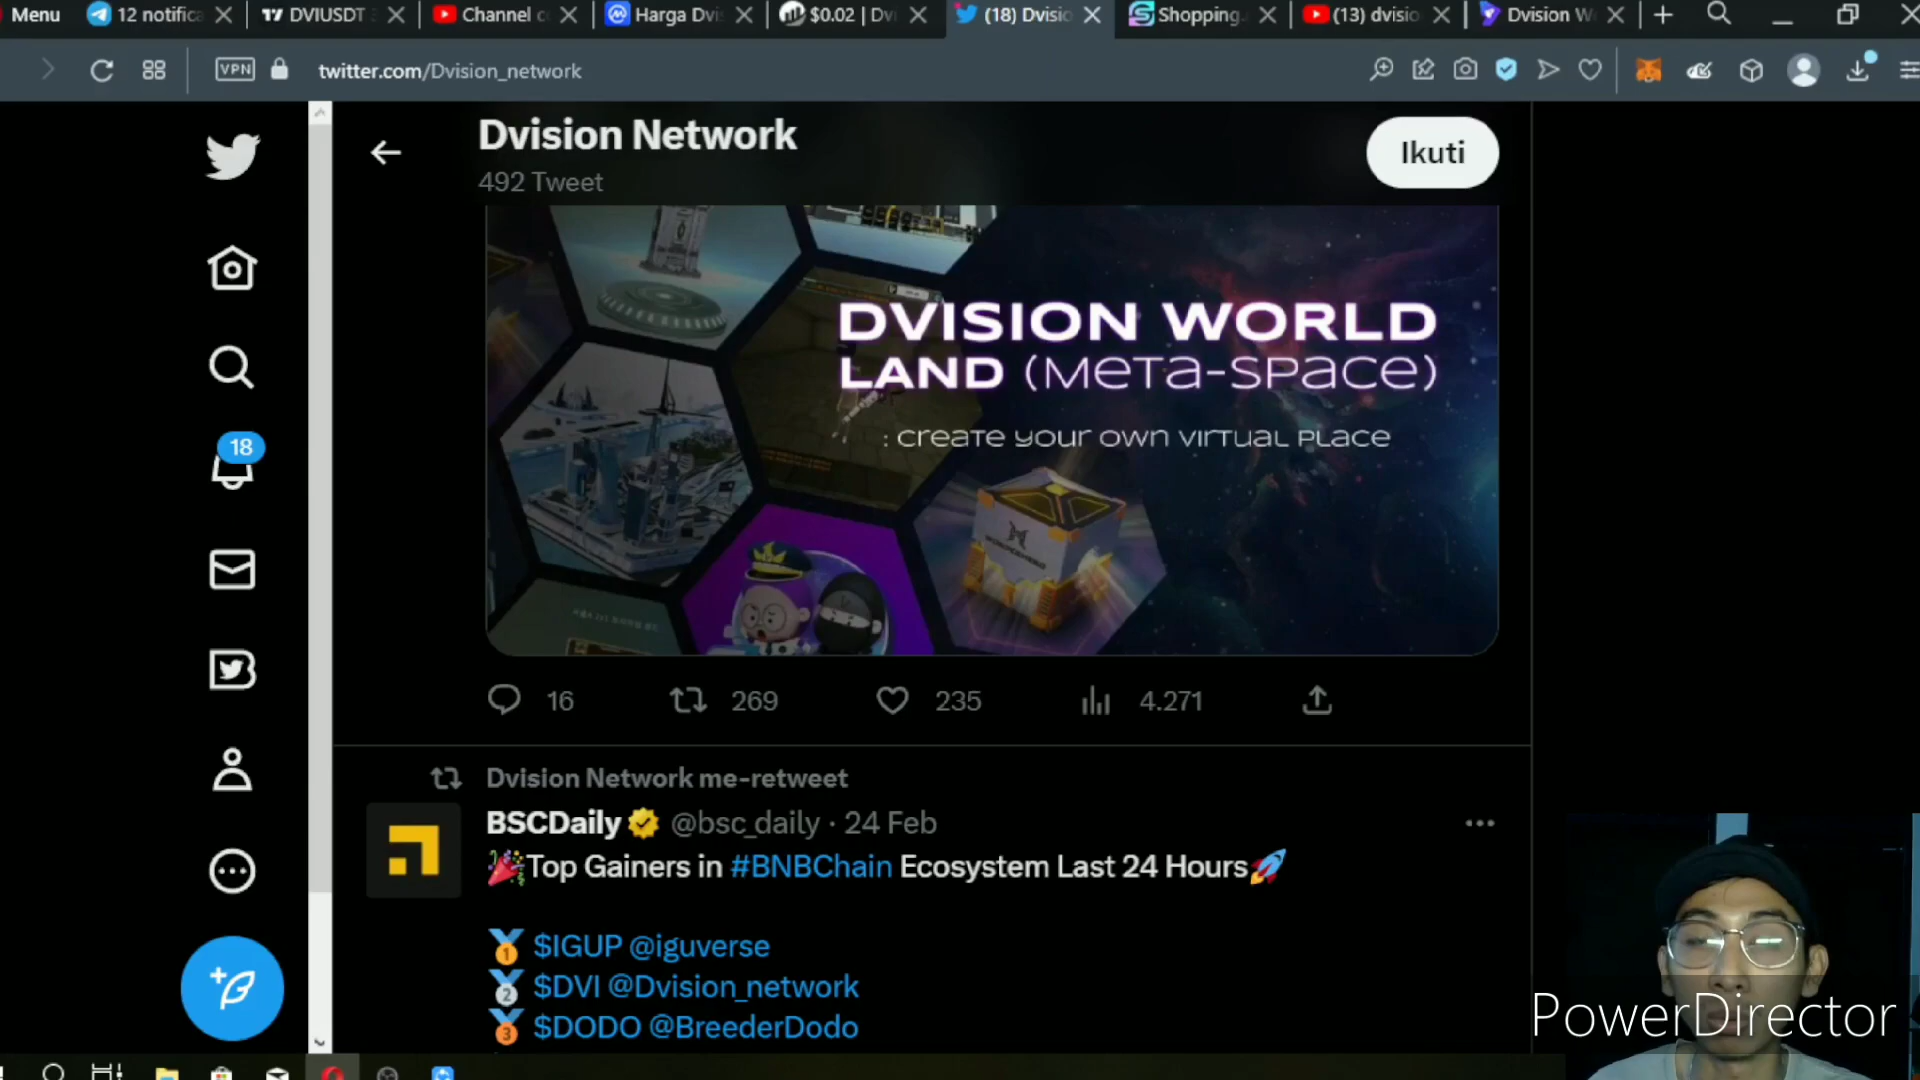 Menu
12 notifica
DVIUSDT
Channel c
Harga Dvi
$0.02 | Dvi
(18) Dvisio
Shopping
(13) dvisio
Dvision W
VPN
twitter.com/Dvision_network
Dvision Network
492 Tweet
Ikuti
DVISION WORLD
LAND (META-SPACE)
: CREATE YOUR OWN VIRTUAL PLACE
18
16
269
235
4.271
Dvision Network me-retweet
BSCDaily @bsc_daily · 24 Feb
🎉Top Gainers in #BNBChain Ecosystem Last 24 Hours🚀
🥇 $IGUP @iguverse
🥈 $DVI @Dvision_network
🥉 $DODO @BreederDodo
PowerDirector